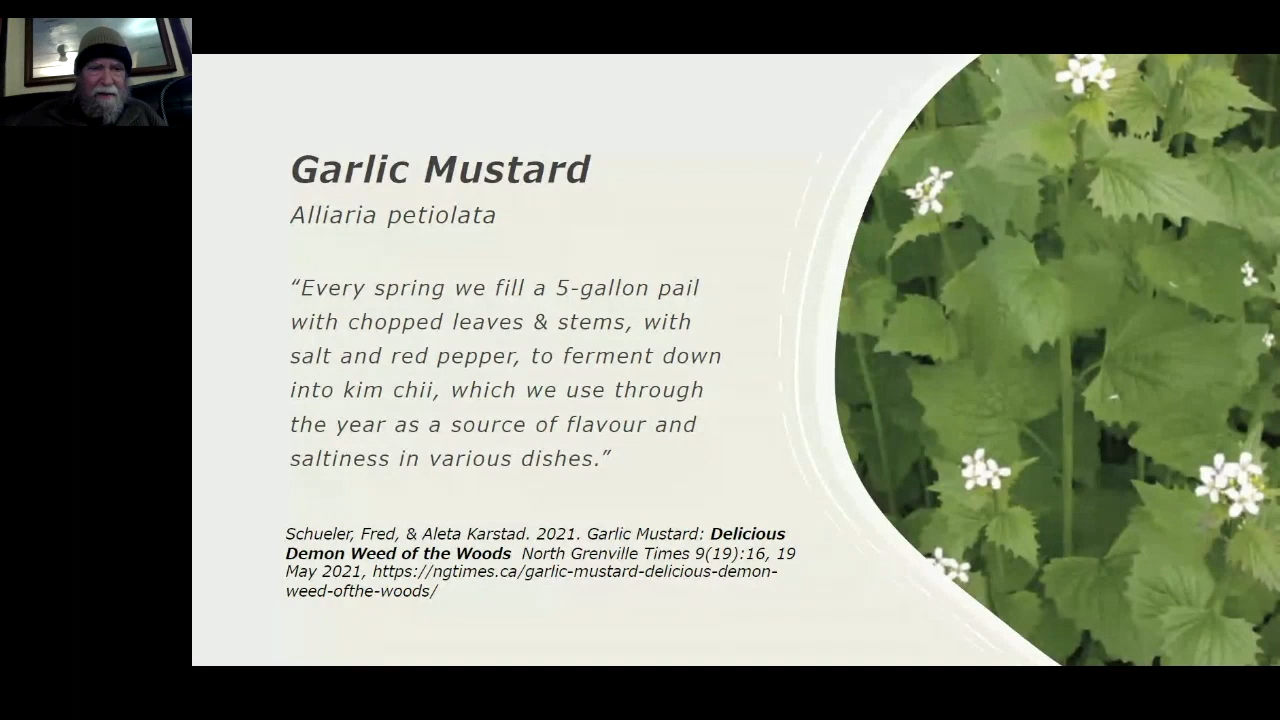 Garlic Mustard
Alliaria petiolata
“Every spring we fill a 5-gallon pail
with chopped leaves & stems, with
salt and red pepper, to ferment down
into kim chii, which we use through
the year as a source of flavour and
saltiness in various dishes.”
Schueler, Fred, & Aleta Karstad. 2021. Garlic Mustard: Delicious
Demon Weed of the Woods North Grenville Times 9(19):16, 19
May 2021, https://ngtimes.ca/garlic-mustard-delicious-demon-
weed-ofthe-woods/